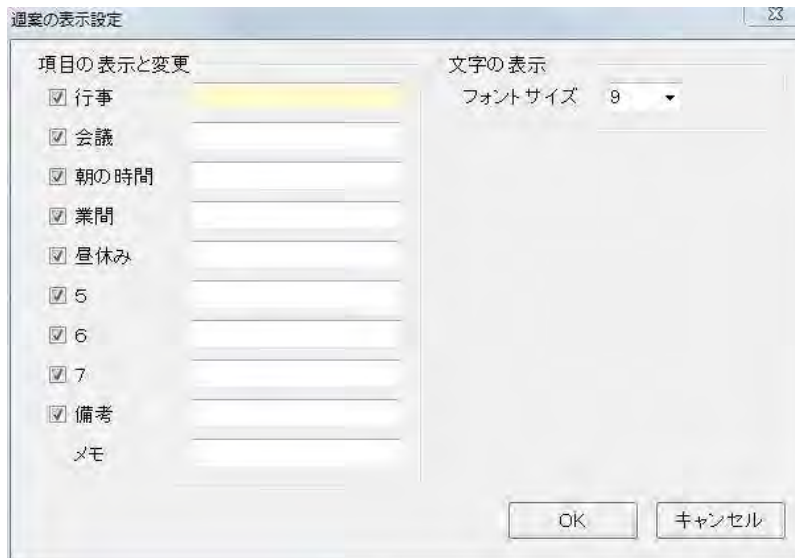 週案の表示設定
項目の表示と変更
行事
会議
朝の時間
業間
昼休み
5
6
7
備考
メモ
文字の表示
フォントサイズ 9
OK キャンセル